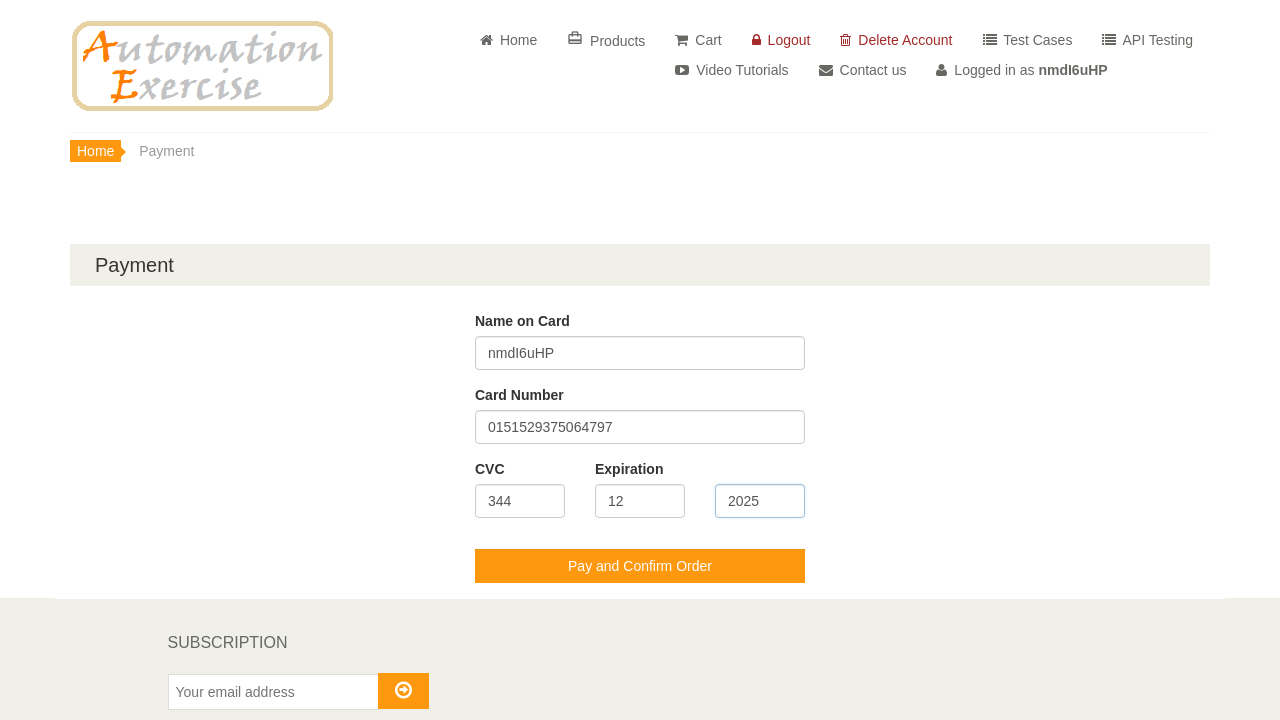 Automation
Exercise
Home Products Cart Logout Delete Account Test Cases API Testing
Video Tutorials Contact us Logged in as nmdI6uHP
Home Payment
Payment
Name on Card
nmdI6uHP
Card Number
0151529375064797
CVC Expiration
344 12 2025
Pay and Confirm Order
SUBSCRIPTION
Your email address